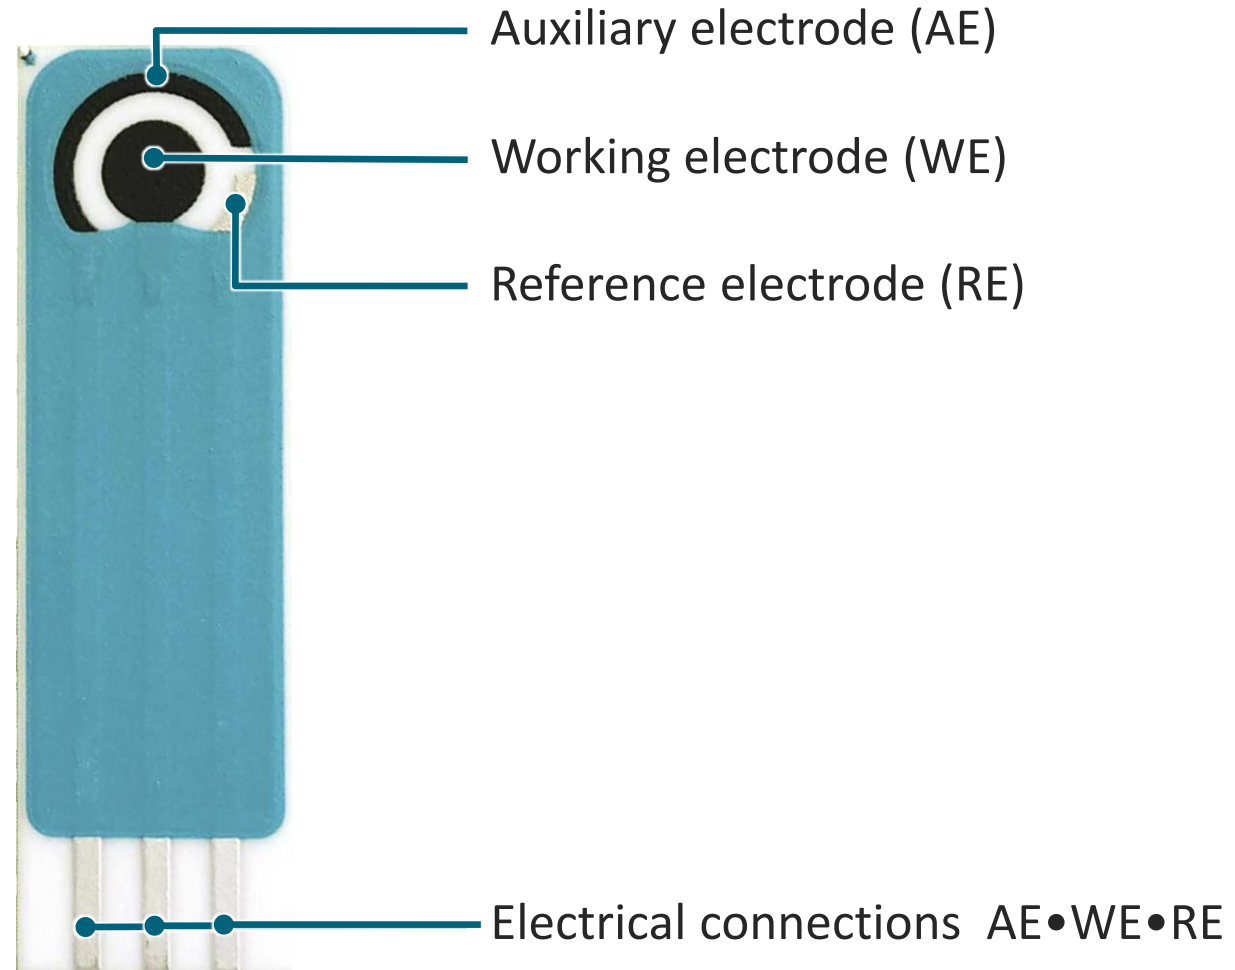 Auxiliary electrode (AE)
Working electrode (WE)
Reference electrode (RE)
Electrical connections AE•WE•RE